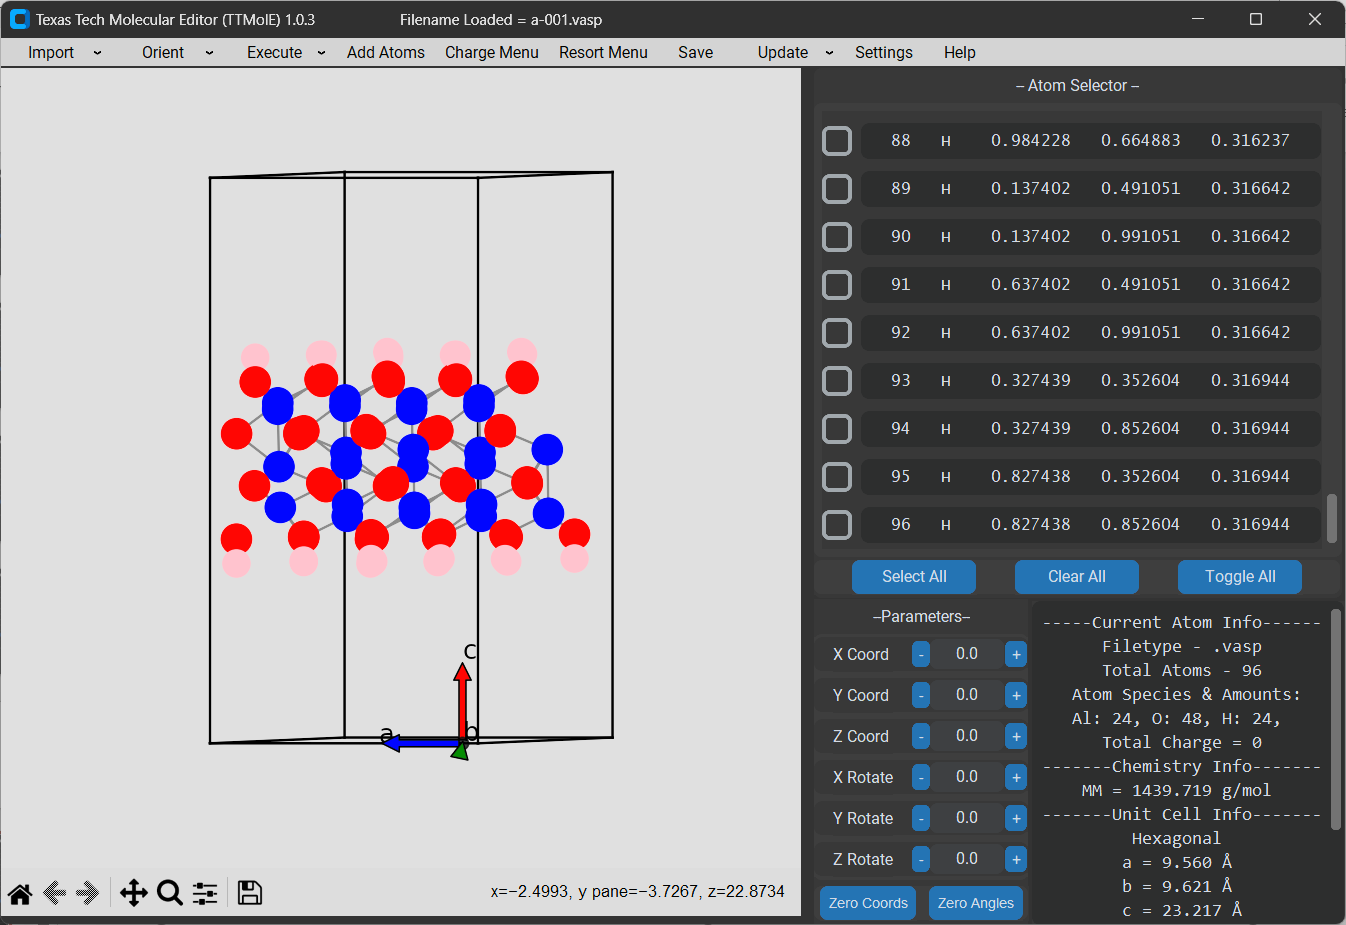 Texas Tech Molecular Editor (TTMolE) 1.0.3 Filename Loaded = a-001.vasp
Import Orient Execute Add Atoms Charge Menu Resort Menu Save Update Settings Help
-- Atom Selector --
88 H 0.984228 0.664883 0.316237
89 H 0.137402 0.491051 0.316642
90 H 0.137402 0.991051 0.316642
91 H 0.637402 0.491051 0.316642
92 H 0.637402 0.991051 0.316642
93 H 0.327439 0.352604 0.316944
94 H 0.327439 0.852604 0.316944
95 H 0.827438 0.352604 0.316944
96 H 0.827438 0.852604 0.316944
Select All Clear All Toggle All
c
a
b
x=−2.4993, y pane=−3.7267, z=22.8734
--Parameters--
X Coord - 0.0 +
Y Coord - 0.0 +
Z Coord - 0.0 +
X Rotate - 0.0 +
Y Rotate - 0.0 +
Z Rotate - 0.0 +
Zero Coords Zero Angles
-----Current Atom Info------
Filetype - .vasp
Total Atoms - 96
Atom Species & Amounts:
Al: 24, O: 48, H: 24,
Total Charge = 0
-------Chemistry Info-------
MM = 1439.719 g/mol
-------Unit Cell Info-------
Hexagonal
a = 9.560 Å
b = 9.621 Å
c = 23.217 Å